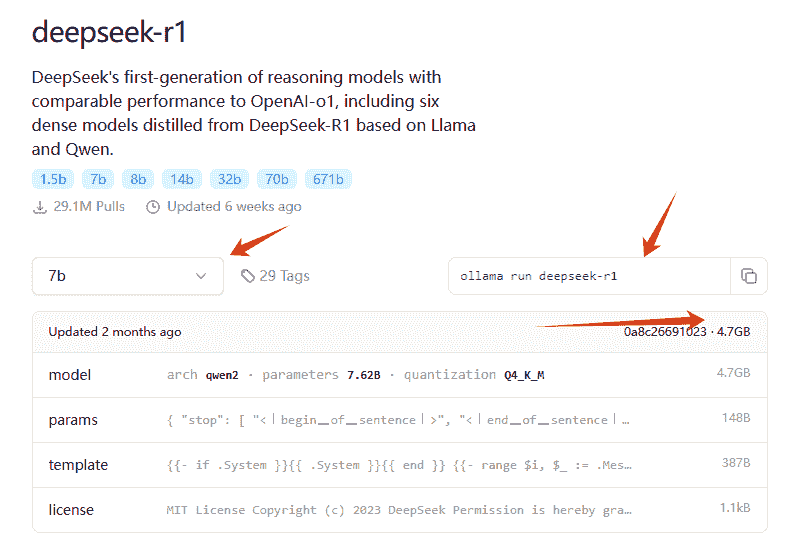 deepseek-r1
DeepSeek's first-generation of reasoning models with
comparable performance to OpenAI-o1, including six
dense models distilled from DeepSeek-R1 based on Llama
and Qwen.
1.5b 7b 8b 14b 32b 70b 671b
29.1M Pulls Updated 6 weeks ago
7b 29 Tags ollama run deepseek-r1
Updated 2 months ago 0a8c26691023 · 4.7GB
model arch qwen2 · parameters 7.62B · quantization Q4_K_M 4.7GB
params { "stop": [ "<｜begin▁of▁sentence｜>", "<｜end▁of▁sentence｜… 148B
template {{- if .System }}{{ .System }}{{ end }} {{- range $i, $_ := .Mes… 387B
license MIT License Copyright (c) 2023 DeepSeek Permission is hereby gra… 1.1kB